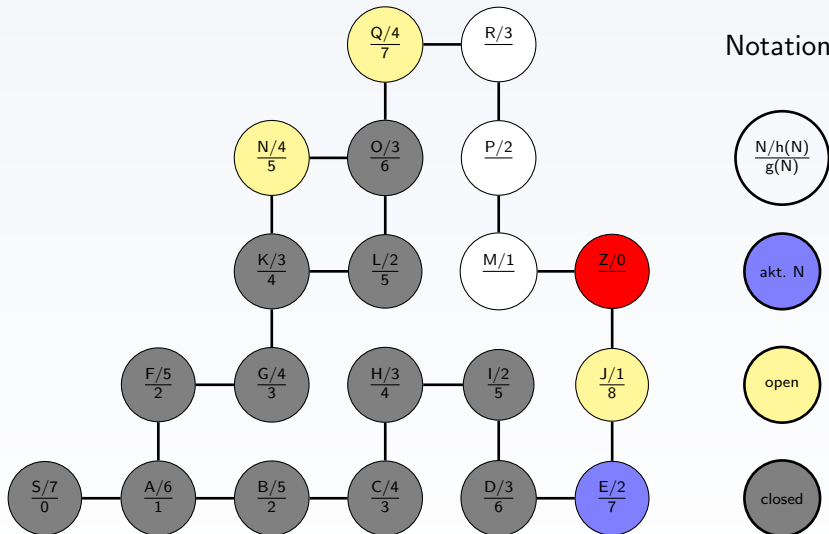 Q/4
7
R/3
Notation
N/4
5
O/3
6
P/2
N/h(N)
g(N)
K/3
4
L/2
5
M/1
Z/0
akt. N
F/5
2
G/4
3
H/3
4
I/2
5
J/1
8
open
S/7
0
A/6
1
B/5
2
C/4
3
D/3
6
E/2
7
closed